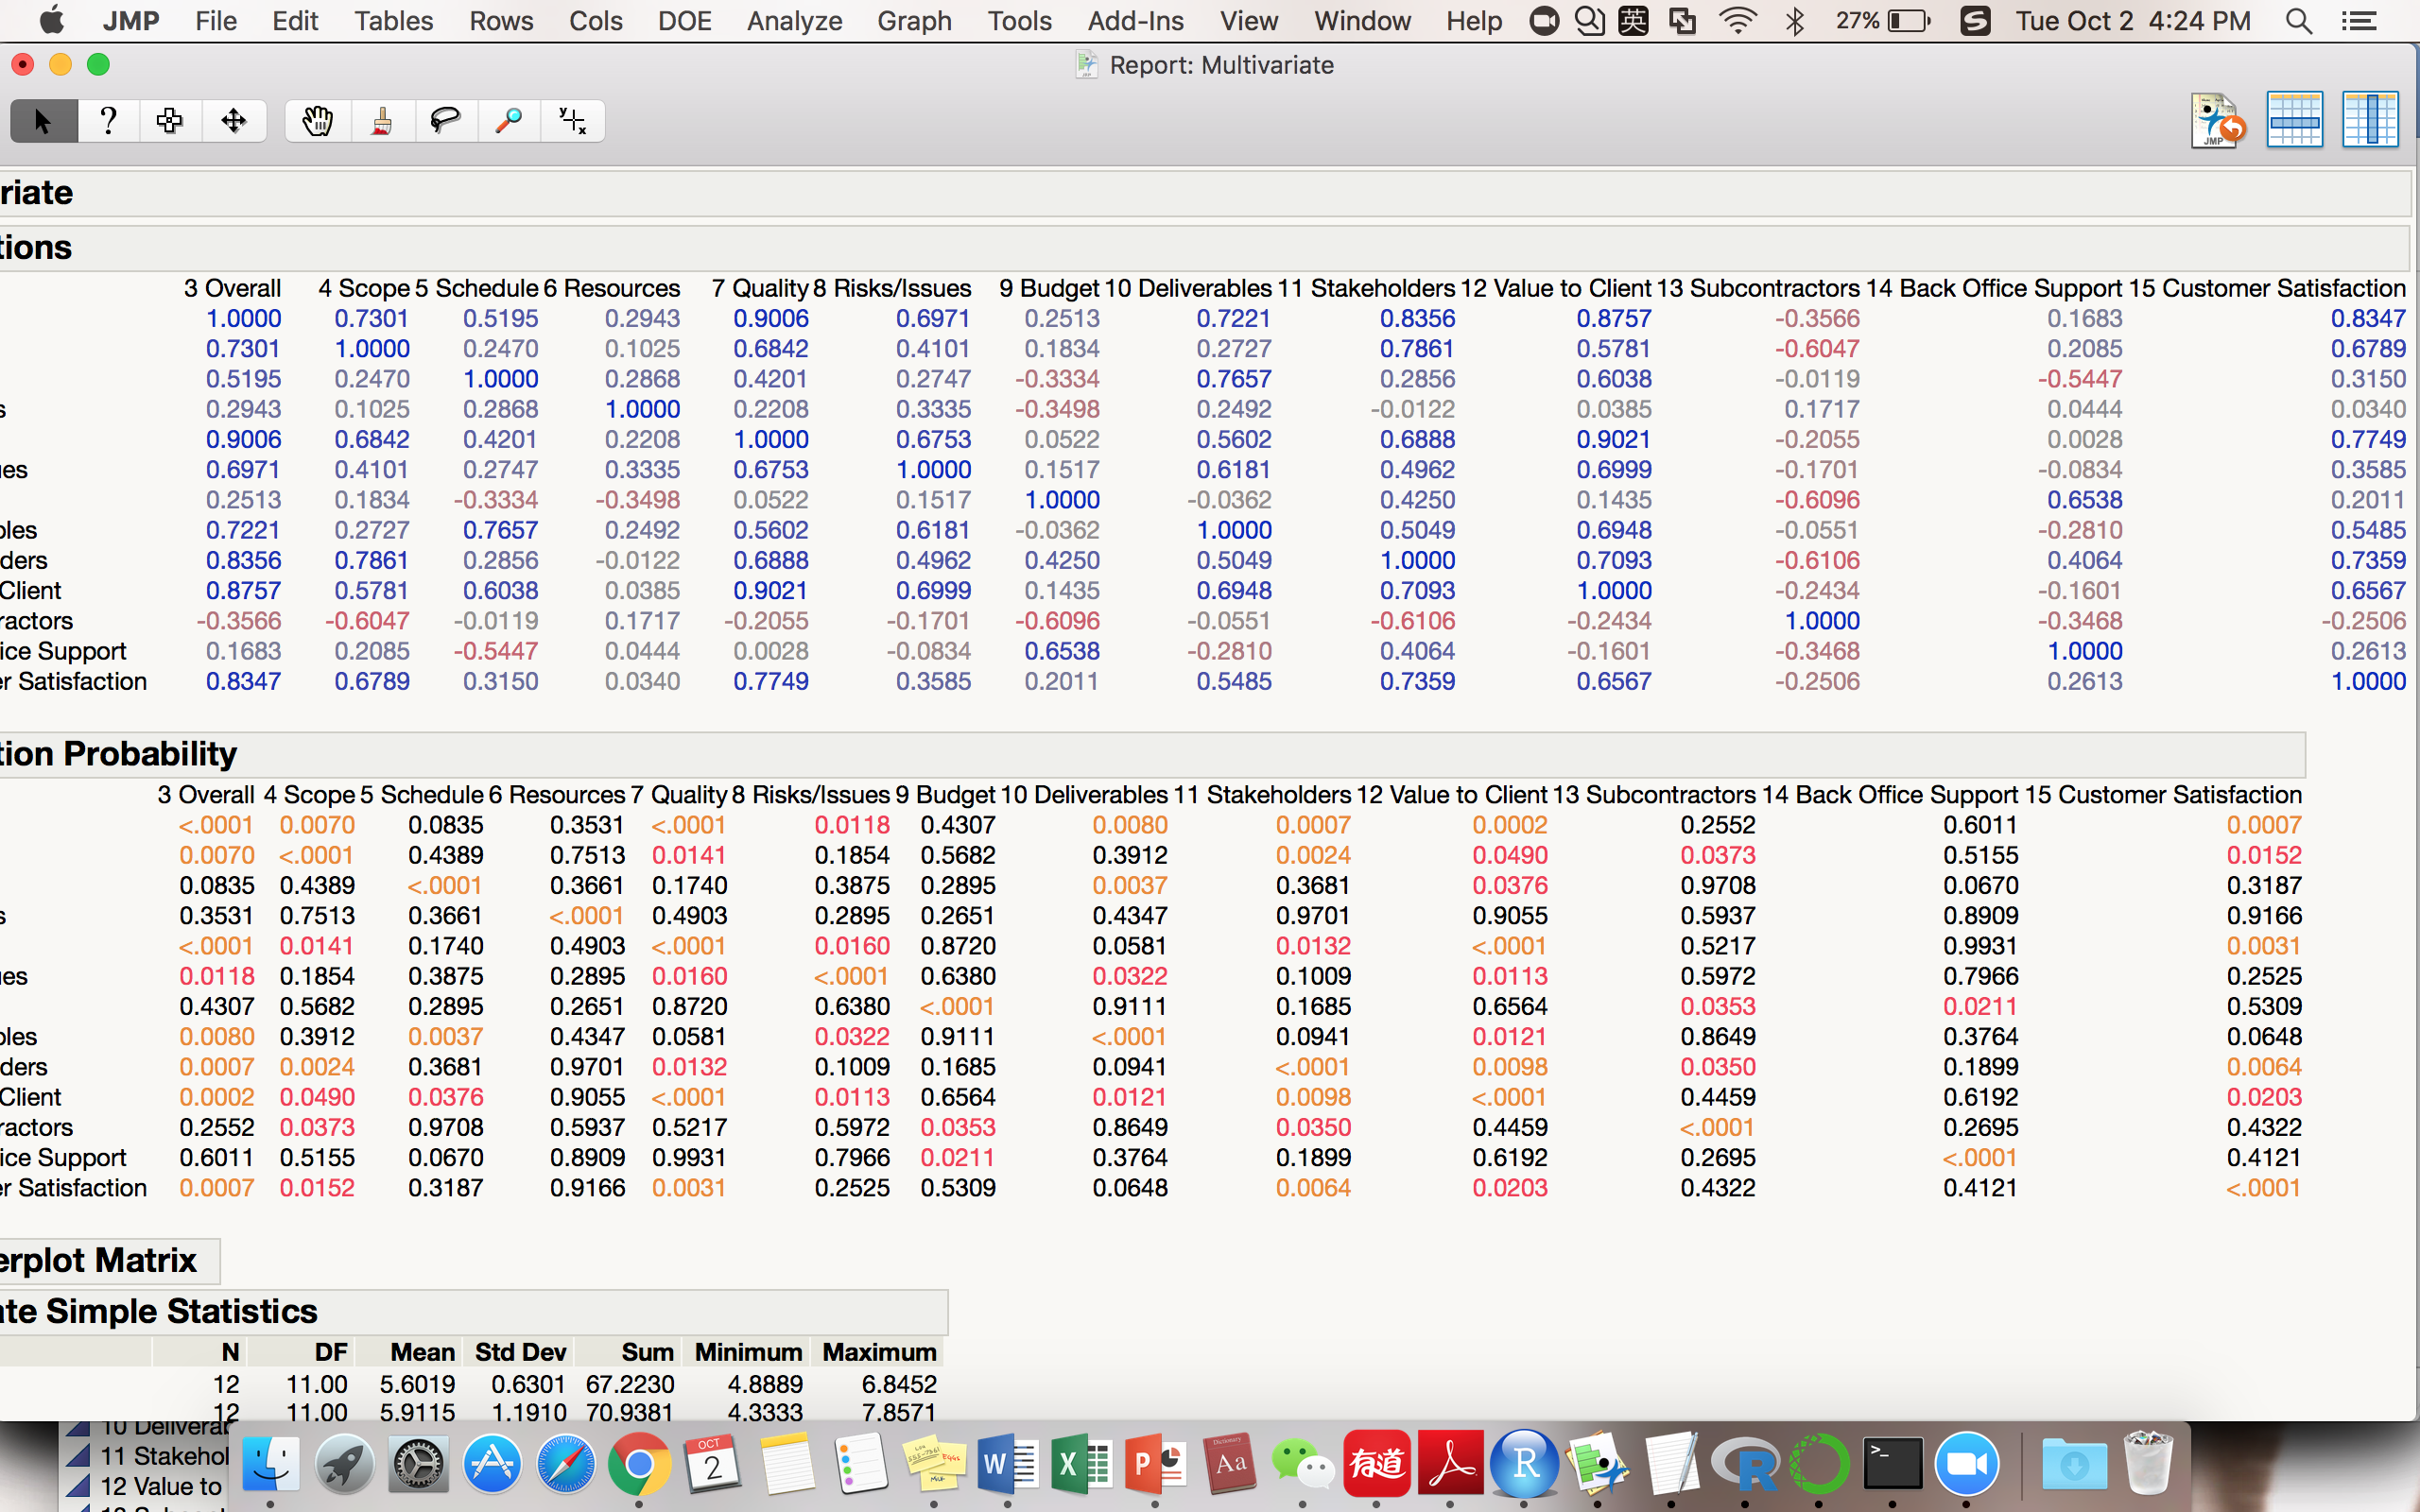 JMP File Edit Tables Rows Cols DOE Analyze Graph Tools Add-Ins View Window Help 英 27% Tue Oct 2 4:24 PM
Report: Multivariate
? y x JMP
riate
tions
3 Overall 4 Scope 5 Schedule 6 Resources 7 Quality 8 Risks/Issues 9 Budget 10 Deliverables 11 Stakeholders 12 Value to Client 13 Subcontractors 14 Back Office Support 15 Customer Satisfaction
1.0000 0.7301 0.5195 0.2943 0.9006 0.6971 0.2513 0.7221 0.8356 0.8757 -0.3566 0.1683 0.8347
0.7301 1.0000 0.2470 0.1025 0.6842 0.4101 0.1834 0.2727 0.7861 0.5781 -0.6047 0.2085 0.6789
0.5195 0.2470 1.0000 0.2868 0.4201 0.2747 -0.3334 0.7657 0.2856 0.6038 -0.0119 -0.5447 0.3150
s 0.2943 0.1025 0.2868 1.0000 0.2208 0.3335 -0.3498 0.2492 -0.0122 0.0385 0.1717 0.0444 0.0340
0.9006 0.6842 0.4201 0.2208 1.0000 0.6753 0.0522 0.5602 0.6888 0.9021 -0.2055 0.0028 0.7749
ues 0.6971 0.4101 0.2747 0.3335 0.6753 1.0000 0.1517 0.6181 0.4962 0.6999 -0.1701 -0.0834 0.3585
0.2513 0.1834 -0.3334 -0.3498 0.0522 0.1517 1.0000 -0.0362 0.4250 0.1435 -0.6096 0.6538 0.2011
bles 0.7221 0.2727 0.7657 0.2492 0.5602 0.6181 -0.0362 1.0000 0.5049 0.6948 -0.0551 -0.2810 0.5485
ders 0.8356 0.7861 0.2856 -0.0122 0.6888 0.4962 0.4250 0.5049 1.0000 0.7093 -0.6106 0.4064 0.7359
Client 0.8757 0.5781 0.6038 0.0385 0.9021 0.6999 0.1435 0.6948 0.7093 1.0000 -0.2434 -0.1601 0.6567
ractors -0.3566 -0.6047 -0.0119 0.1717 -0.2055 -0.1701 -0.6096 -0.0551 -0.6106 -0.2434 1.0000 -0.3468 -0.2506
ice Support 0.1683 0.2085 -0.5447 0.0444 0.0028 -0.0834 0.6538 -0.2810 0.4064 -0.1601 -0.3468 1.0000 0.2613
er Satisfaction 0.8347 0.6789 0.3150 0.0340 0.7749 0.3585 0.2011 0.5485 0.7359 0.6567 -0.2506 0.2613 1.0000
tion Probability
3 Overall 4 Scope 5 Schedule 6 Resources 7 Quality 8 Risks/Issues 9 Budget 10 Deliverables 11 Stakeholders 12 Value to Client 13 Subcontractors 14 Back Office Support 15 Customer Satisfaction
<.0001 0.0070 0.0835 0.3531 <.0001 0.0118 0.4307 0.0080 0.0007 0.0002 0.2552 0.6011 0.0007
0.0070 <.0001 0.4389 0.7513 0.0141 0.1854 0.5682 0.3912 0.0024 0.0490 0.0373 0.5155 0.0152
0.0835 0.4389 <.0001 0.3661 0.1740 0.3875 0.2895 0.0037 0.3681 0.0376 0.9708 0.0670 0.3187
s 0.3531 0.7513 0.3661 <.0001 0.4903 0.2895 0.2651 0.4347 0.9701 0.9055 0.5937 0.8909 0.9166
<.0001 0.0141 0.1740 0.4903 <.0001 0.0160 0.8720 0.0581 0.0132 <.0001 0.5217 0.9931 0.0031
ues 0.0118 0.1854 0.3875 0.2895 0.0160 <.0001 0.6380 0.0322 0.1009 0.0113 0.5972 0.7966 0.2525
0.4307 0.5682 0.2895 0.2651 0.8720 0.6380 <.0001 0.9111 0.1685 0.6564 0.0353 0.0211 0.5309
bles 0.0080 0.3912 0.0037 0.4347 0.0581 0.0322 0.9111 <.0001 0.0941 0.0121 0.8649 0.3764 0.0648
ders 0.0007 0.0024 0.3681 0.9701 0.0132 0.1009 0.1685 0.0941 <.0001 0.0098 0.0350 0.1899 0.0064
Client 0.0002 0.0490 0.0376 0.9055 <.0001 0.0113 0.6564 0.0121 0.0098 <.0001 0.4459 0.6192 0.0203
ractors 0.2552 0.0373 0.9708 0.5937 0.5217 0.5972 0.0353 0.8649 0.0350 0.4459 <.0001 0.2695 0.4322
ice Support 0.6011 0.5155 0.0670 0.8909 0.9931 0.7966 0.0211 0.3764 0.1899 0.6192 0.2695 <.0001 0.4121
er Satisfaction 0.0007 0.0152 0.3187 0.9166 0.0031 0.2525 0.5309 0.0648 0.0064 0.0203 0.4322 0.4121 <.0001
erplot Matrix
ate Simple Statistics
N DF Mean Std Dev Sum Minimum Maximum
12 11.00 5.6019 0.6301 67.2230 4.8889 6.8452
12 11.00 5.9115 1.1910 70.9381 4.3333 7.8571
10 Deliverab
11 Stakehol
12 Value to
OCT
2
W X P
Dictionary
Aa
有道
R
R
>_